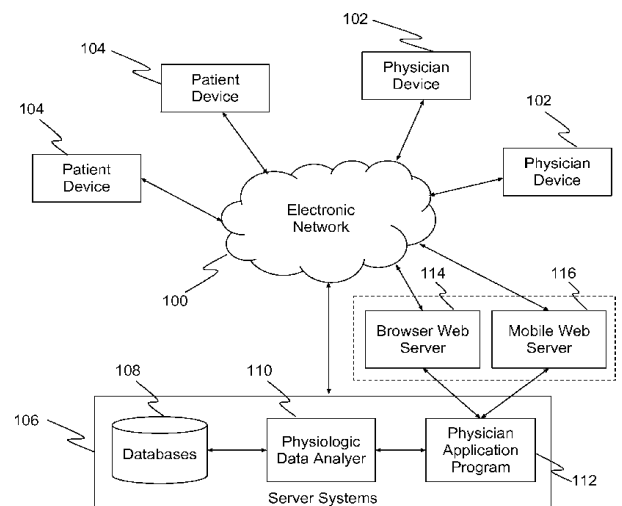 102
104
Patient
Device
Physician
Device
104
102
Patient
Device
Physician
Device
Electronic
Network
100
114
116
Browser Web
Server
Mobile Web
Server
108
110
106
Databases
Physiologic
Data Analyer
Physician
Application
Program
112
Server Systems